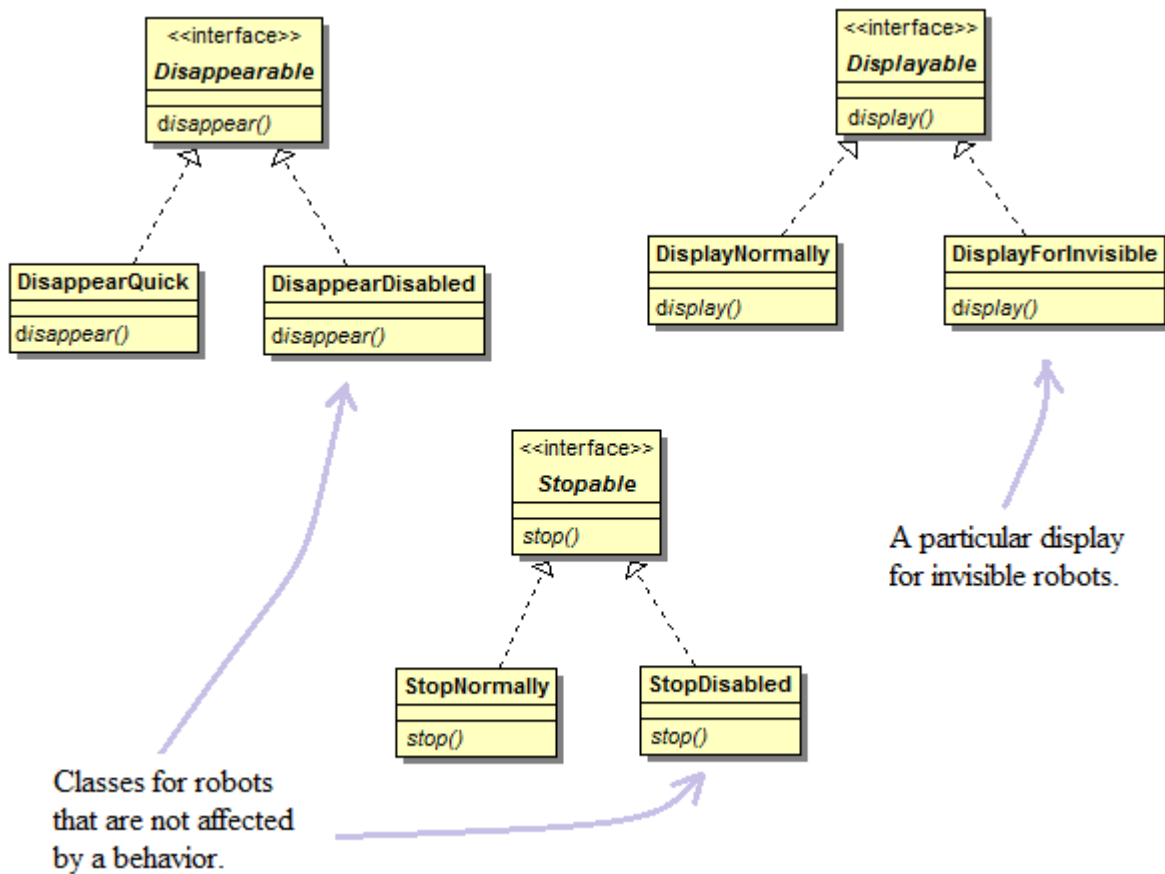 <<interface>>
Disappearable
disappear()
<<interface>>
Displayable
display()
DisappearQuick
disappear()
DisappearDisabled
disappear()
DisplayNormally
display()
DisplayForInvisible
display()
<<interface>>
Stopable
stop()
A particular display
for invisible robots.
StopNormally
stop()
StopDisabled
stop()
Classes for robots
that are not affected
by a behavior.